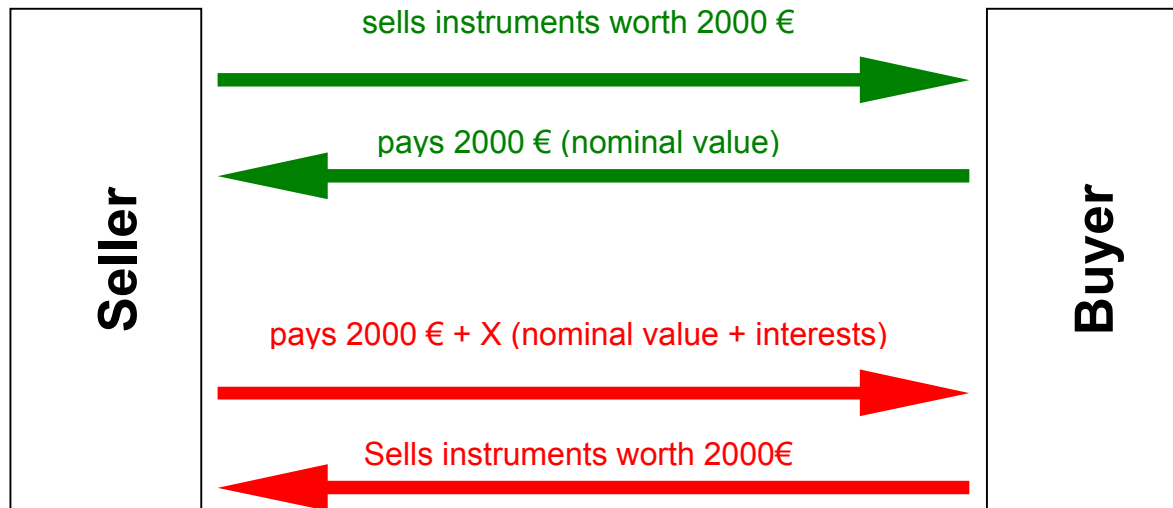 sells instruments worth 2000 €
pays 2000 € (nominal value)
Seller
Buyer
pays 2000 € + X (nominal value + interests)
Sells instruments worth 2000€